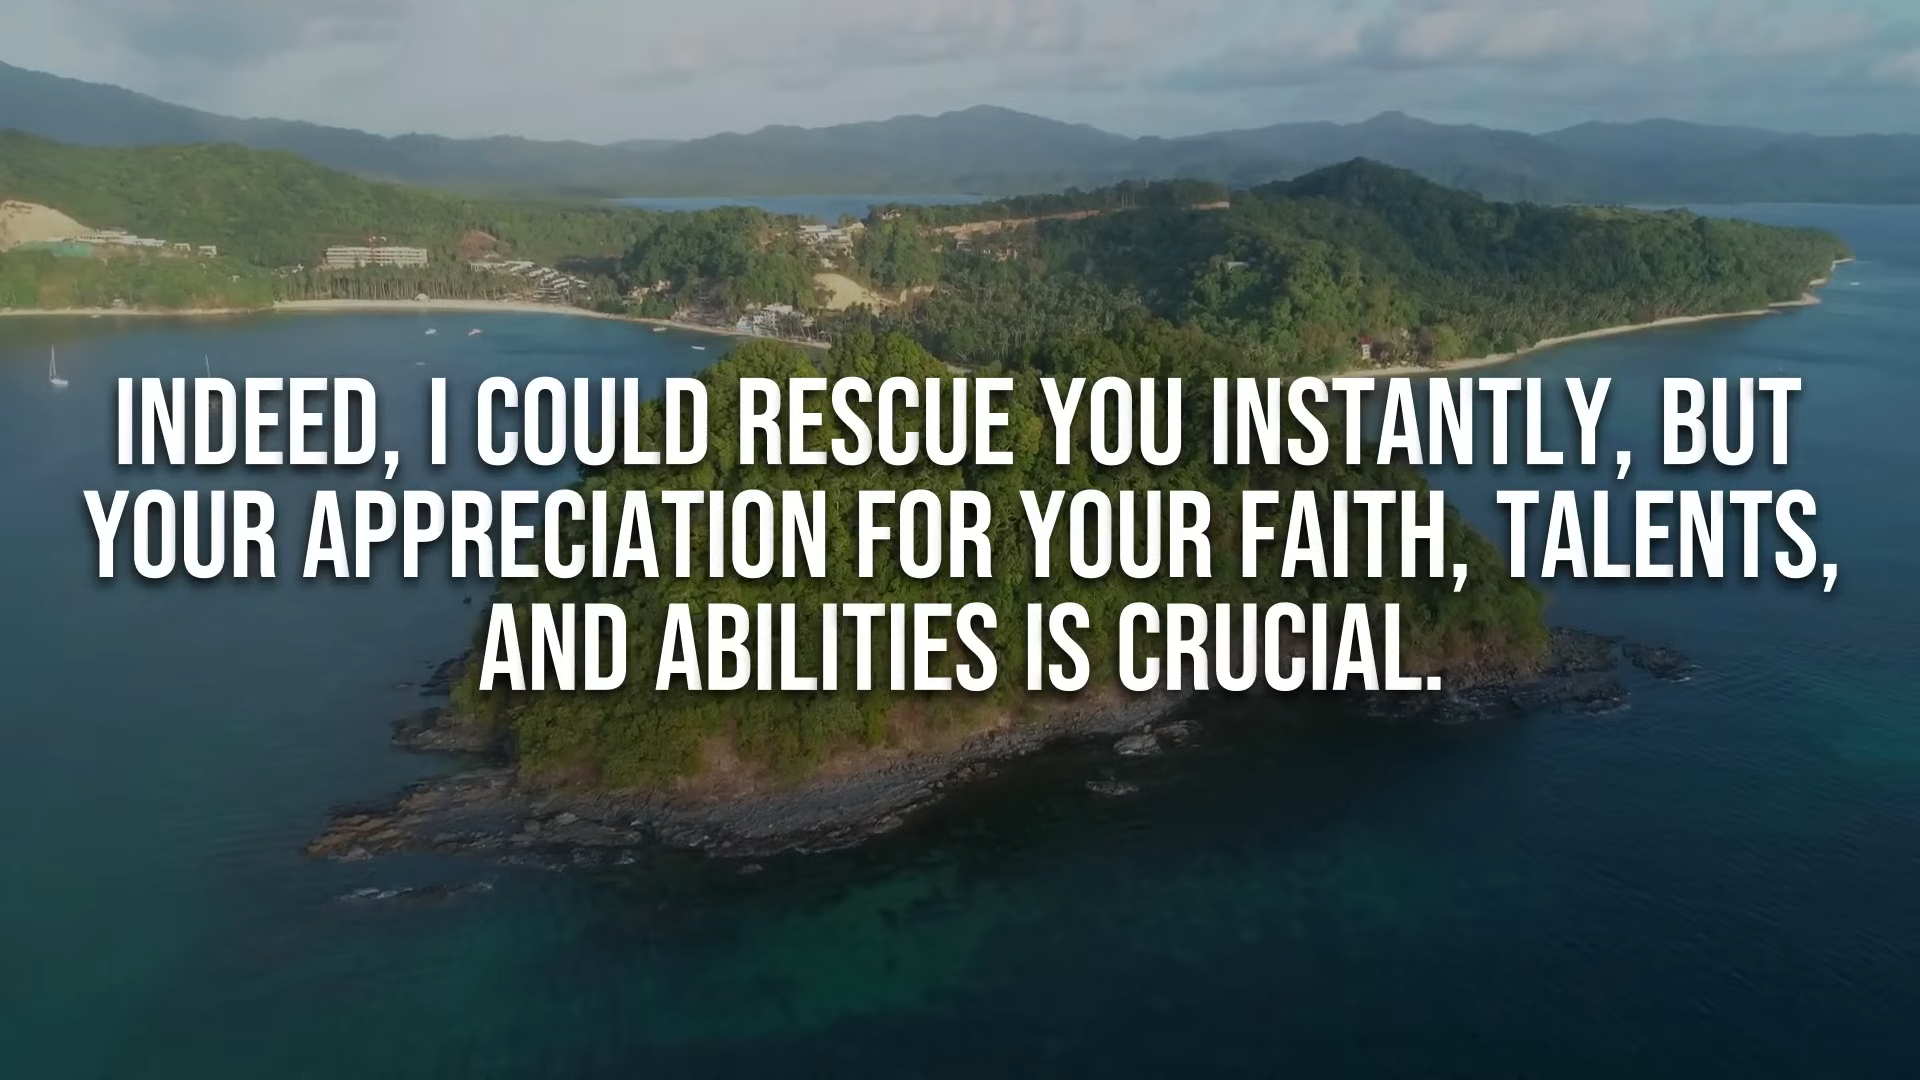 INDEED, I COULD RESCUE YOU INSTANTLY, BUT
YOUR APPRECIATION FOR YOUR FAITH, TALENTS,
AND ABILITIES IS CRUCIAL.